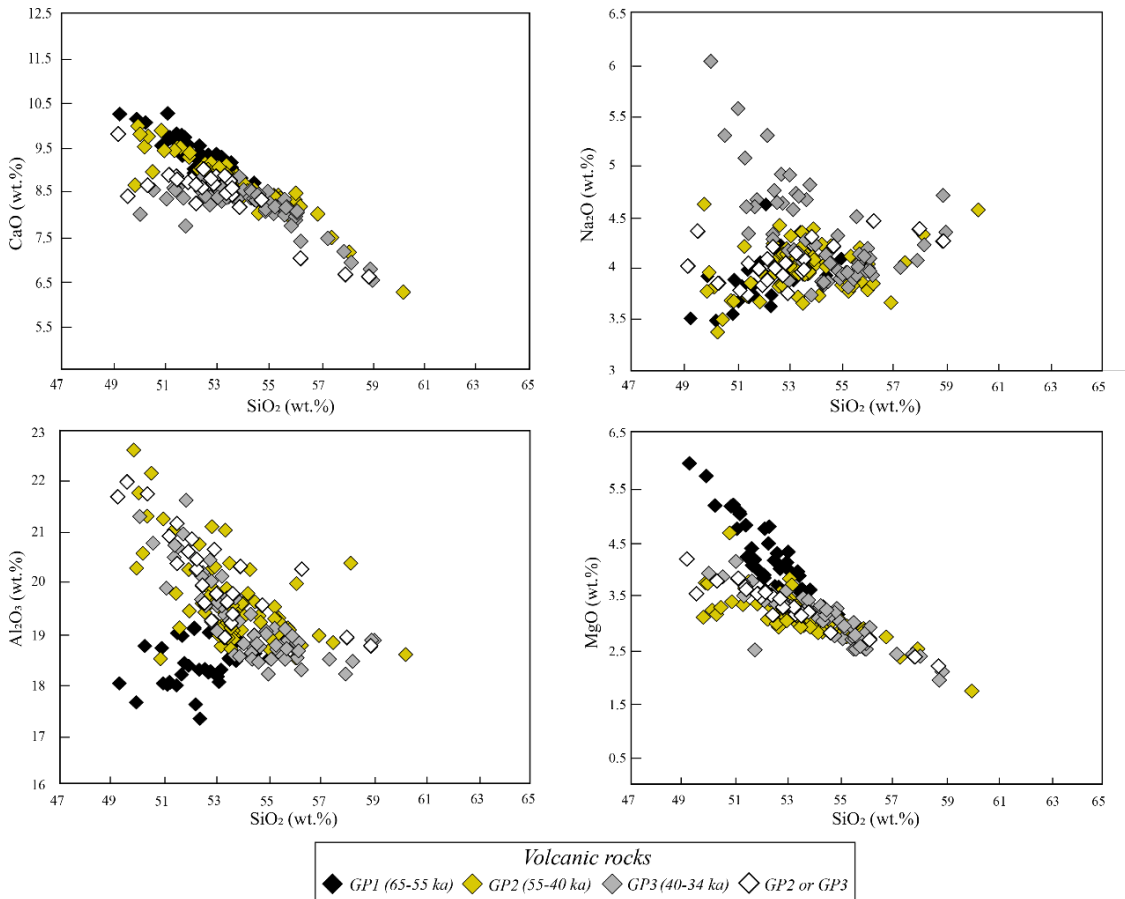 12.5
11.5
10.5
9.5
8.5
7.5
6.5
5.5
CaO (wt.%)
47 49 51 53 55 57 59 61 63 65
SiO₂ (wt.%)
6.5
6
5.5
5
4.5
4
3.5
3
Na₂O (wt.%)
47 49 51 53 55 57 59 61 63 65
SiO₂ (wt.%)
23
22
21
20
19
18
17
16
Al₂O₃ (wt.%)
47 49 51 53 55 57 59 61 63 65
SiO₂ (wt.%)
6,5
5.5
4.5
3.5
2.5
1.5
0.5
MgO (wt.%)
47 49 51 53 55 57 59 61 63 65
SiO₂ (wt.%)
Volcanic rocks
GP1 (65-55 ka) GP2 (55-40 ka) GP3 (40-34 ka) GP2 or GP3